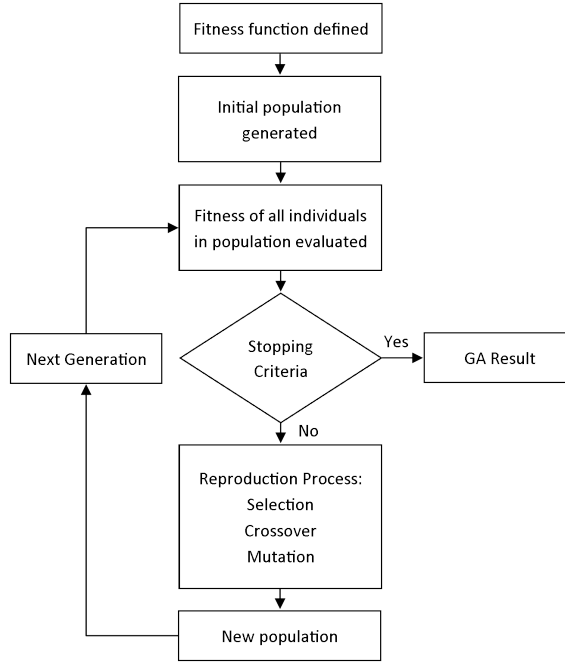 Fitness function defined
Initial population
generated
Fitness of all individuals
in population evaluated
Stopping
Criteria
Yes
GA Result
Next Generation
No
Reproduction Process:
Selection
Crossover
Mutation
New population